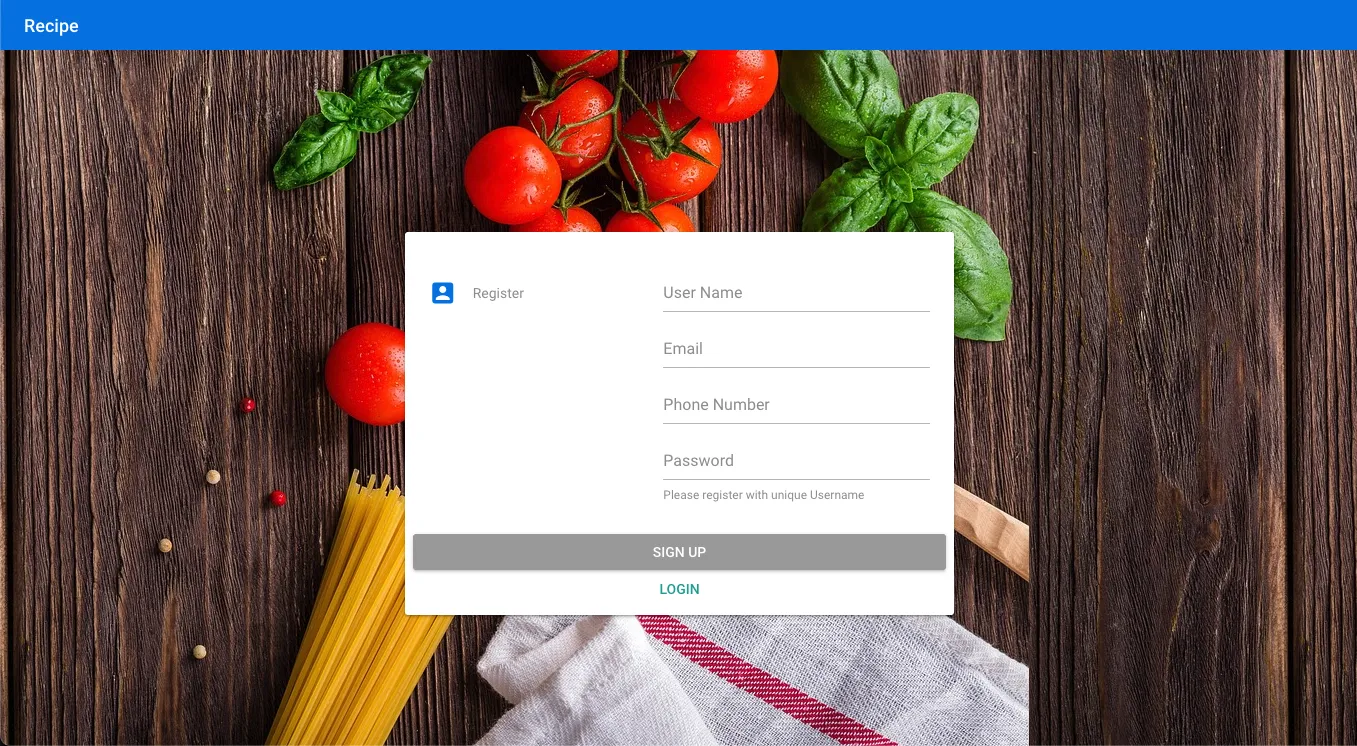 Recipe
Register
User Name
Email
Phone Number
Password
Please register with unique Username
SIGN UP
LOGIN